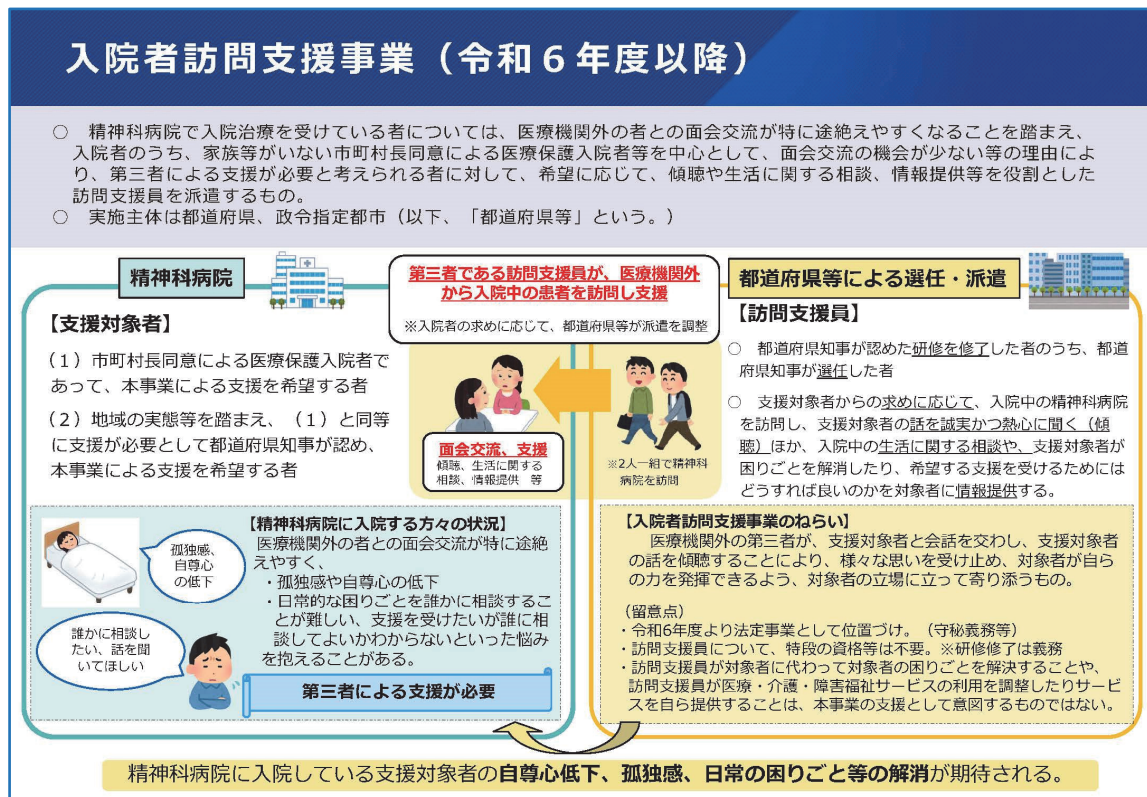 入院者訪問支援事業（令和６年度以降）
○　精神科病院で入院治療を受けている者については、医療機関外の者との面会交流が特に途絶えやすくなることを踏まえ、
入院者のうち、家族等がいない市町村長同意による医療保護入院者等を中心として、面会交流の機会が少ない等の理由によ
り、第三者による支援が必要と考えられる者に対して、希望に応じて、傾聴や生活に関する相談、情報提供等を役割とした
訪問支援員を派遣するもの。
○　実施主体は都道府県、政令指定都市（以下、「都道府県等」という。）
精神科病院
【支援対象者】
（１）市町村長同意による医療保護入院者で
あって、本事業による支援を希望する者
（２）地域の実態等を踏まえ、（１）と同等
に支援が必要として都道府県知事が認め、
本事業による支援を希望する者
第三者である訪問支援員が、医療機関外
から入院中の患者を訪問し支援
※入院者の求めに応じて、都道府県等が派遣を調整
面会交流、支援
傾聴、生活に関する
相談、情報提供　等
※2人一組で精神科
病院を訪問
都道府県等による選任・派遣
【訪問支援員】
○　都道府県知事が認めた研修を修了した者のうち、都道
府県知事が選任した者
○　支援対象者からの求めに応じて、入院中の精神科病院
を訪問し、支援対象者の話を誠実かつ熱心に聞く（傾
聴）ほか、入院中の生活に関する相談や、支援対象者が
困りごとを解消したり、希望する支援を受けるためには
どうすれば良いのかを対象者に情報提供する。
孤独感、
自尊心
の低下
誰かに相談し
たい、話を聞
いてほしい
【精神科病院に入院する方々の状況】
医療機関外の者との面会交流が特に途絶
えやすく、
・孤独感や自尊心の低下
・日常的な困りごとを誰かに相談すること
が難しい、支援を受けたいが誰に相
談してよいかわからないといった悩み
を抱えることがある。
第三者による支援が必要
【入院者訪問支援事業のねらい】
医療機関外の第三者が、支援対象者と会話を交わし、支援対象者
の話を傾聴することにより、様々な思いを受け止め、対象者が自ら
の力を発揮できるよう、対象者の立場に立って寄り添うもの。
（留意点）
・令和6年度より法定事業として位置づけ。（守秘義務等）
・訪問支援員について、特段の資格等は不要。※研修修了は義務
・訪問支援員が対象者に代わって対象者の困りごとを解決することや、
訪問支援員が医療・介護・障害福祉サービスの利用を調整したりサービ
スを自ら提供することは、本事業の支援として意図するものではない。
精神科病院に入院している支援対象者の自尊心低下、孤独感、日常の困りごと等の解消が期待される。